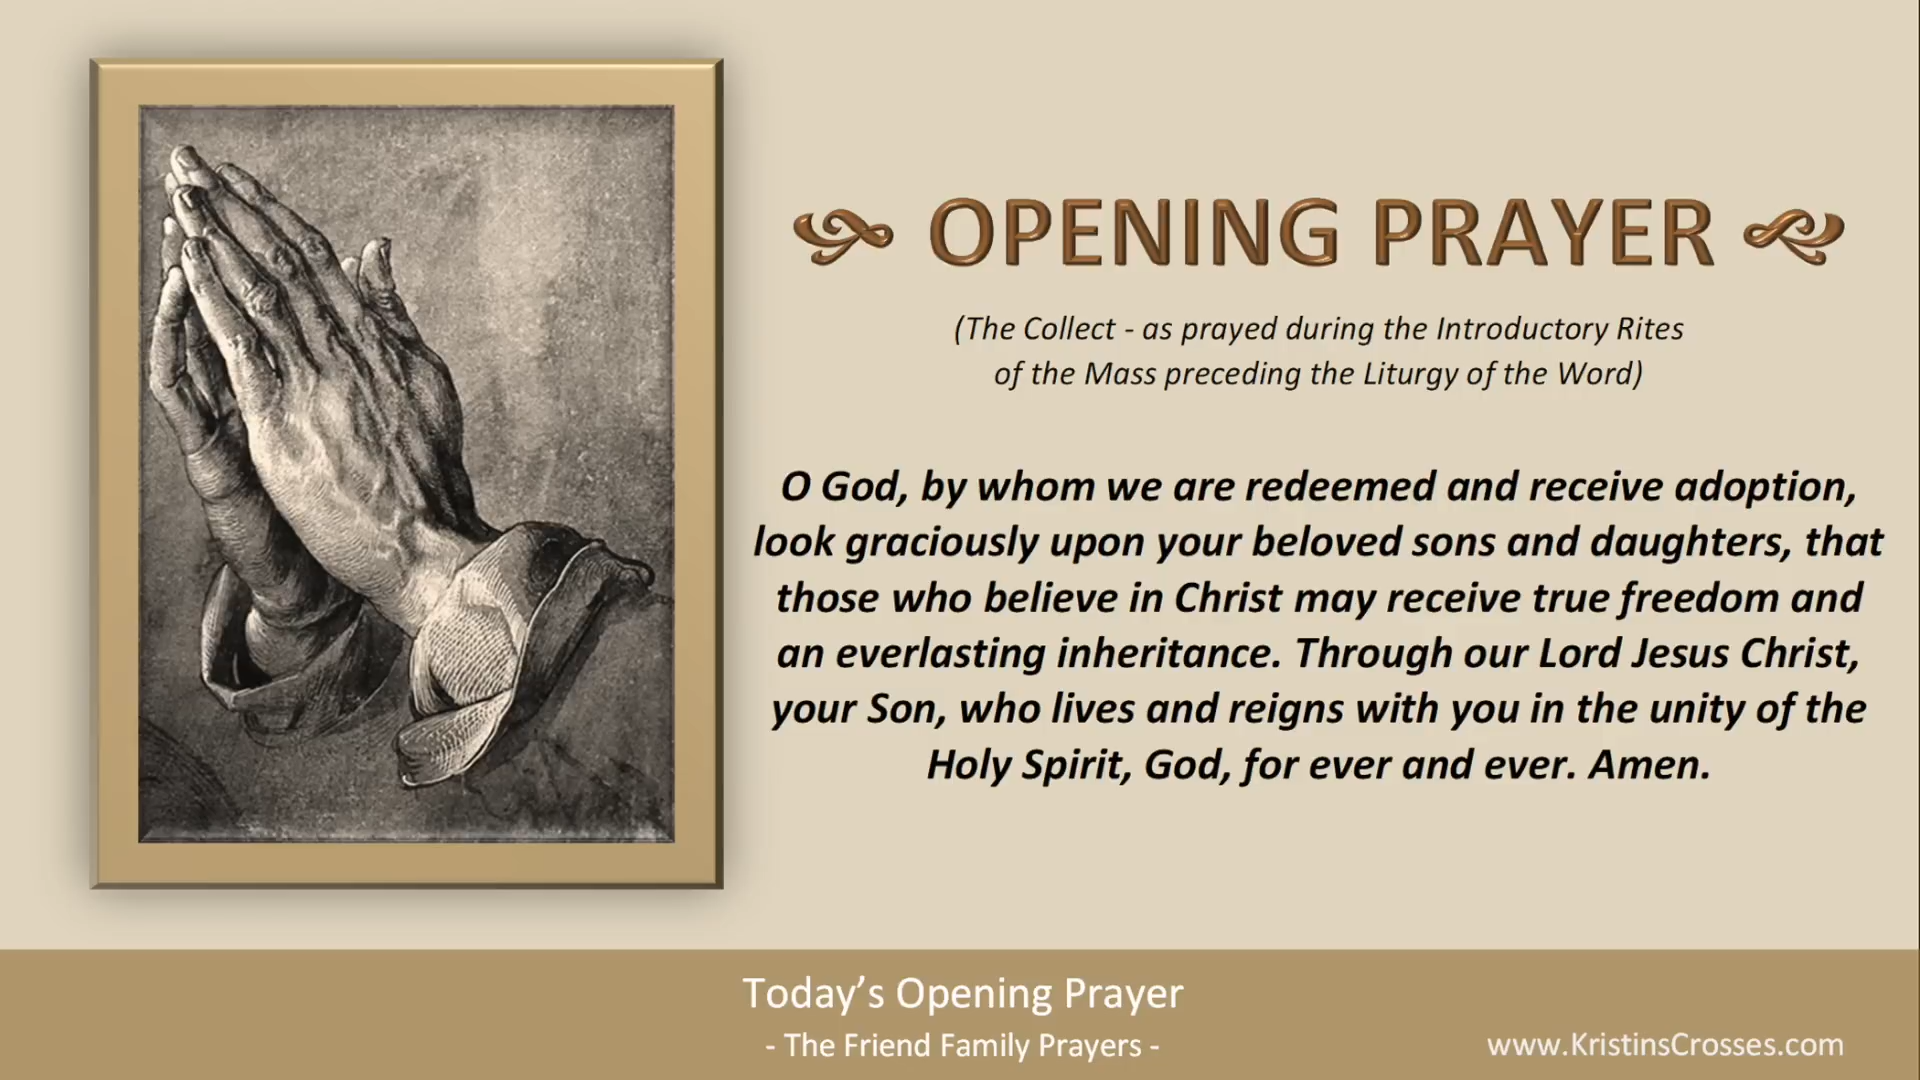 OPENING PRAYER
(The Collect - as prayed during the Introductory Rites
of the Mass preceding the Liturgy of the Word)
O God, by whom we are redeemed and receive adoption,
look graciously upon your beloved sons and daughters, that
those who believe in Christ may receive true freedom and
an everlasting inheritance. Through our Lord Jesus Christ,
your Son, who lives and reigns with you in the unity of the
Holy Spirit, God, for ever and ever. Amen.
Today’s Opening Prayer
- The Friend Family Prayers -
www.KristinsCrosses.com